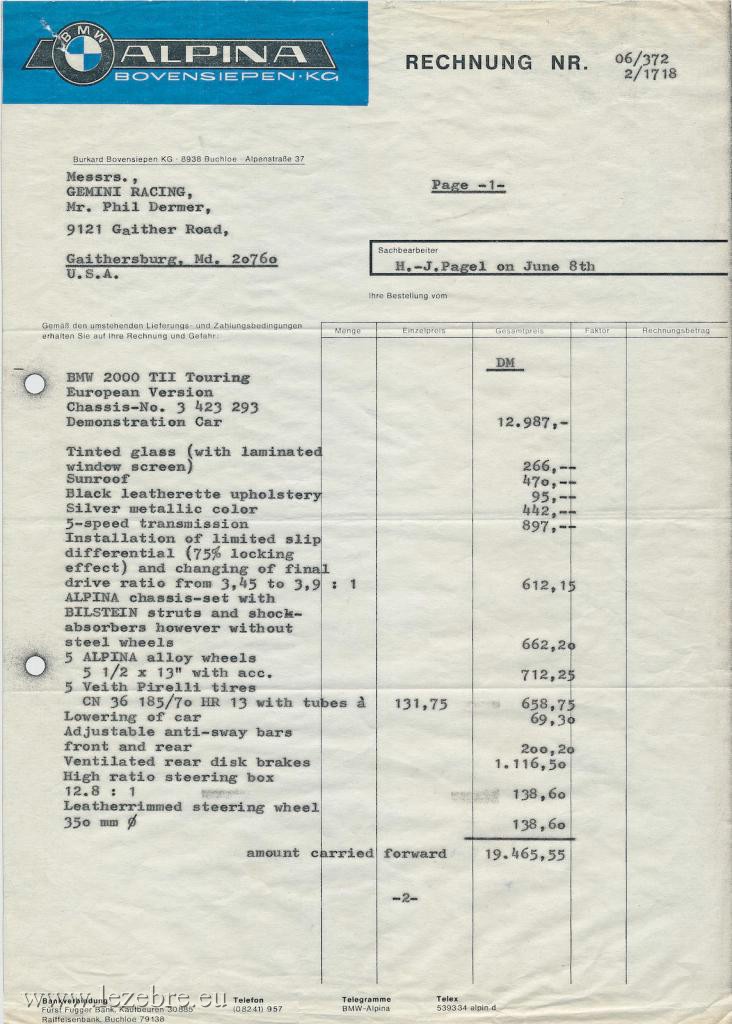 BMW
ALPINA
BOVENSIEPEN·KG
RECHNUNG NR. 06/372
2/1718
Burkard Bovensiepen KG · 8938 Buchloe · Alpenstraße 37
Messrs.,
GEMINI RACING,
Mr. Phil Dermer,
9121 Gaither Road,
Gaithersburg, Md. 20760
U.S.A.
Page -1-
Sachbearbeiter
H.-J.Pagel on June 8th
Ihre Bestellung vom
Gemäß den umstehenden Lieferungs- und Zahlungsbedingungen
erhalten Sie auf Ihre Rechnung und Gefahr:
Menge Einzelpreis Gesamtpreis Faktor Rechnungsbetrag
DM
BMW 2000 TII Touring
European Version
Chassis-No. 3 423 293
Demonstration Car 12.987,-
Tinted glass (with laminated
window screen) 266,--
Sunroof 470,--
Black leatherette upholstery 95,--
Silver metallic color 442,--
5-speed transmission 897,--
Installation of limited slip
differential (75% locking
effect) and changing of final
drive ratio from 3,45 to 3,9 : 1 612,15
ALPINA chassis-set with
BILSTEIN struts and shock-
absorbers however without
steel wheels 662,20
5 ALPINA alloy wheels
5 1/2 x 13" with acc. 712,25
5 Veith Pirelli tires
CN 36 185/70 HR 13 with tubes à 131,75 658,75
Lowering of car 69,30
Adjustable anti-sway bars
front and rear 200,20
Ventilated rear disk brakes 1.116,50
High ratio steering box
12.8 : 1 138,60
Leatherrimmed steering wheel
350 mm Ø 138,60
amount carried forward 19.465,55
-2-
www.lezebre.eu
Bankverbindung Telefon Telegramme Telex
Fürst Fugger Bank, Kaufbeuren 30885 (08241) 957 BMW-Alpina 539334 alpin d
Raiffeisenbank, Buchloe 79138